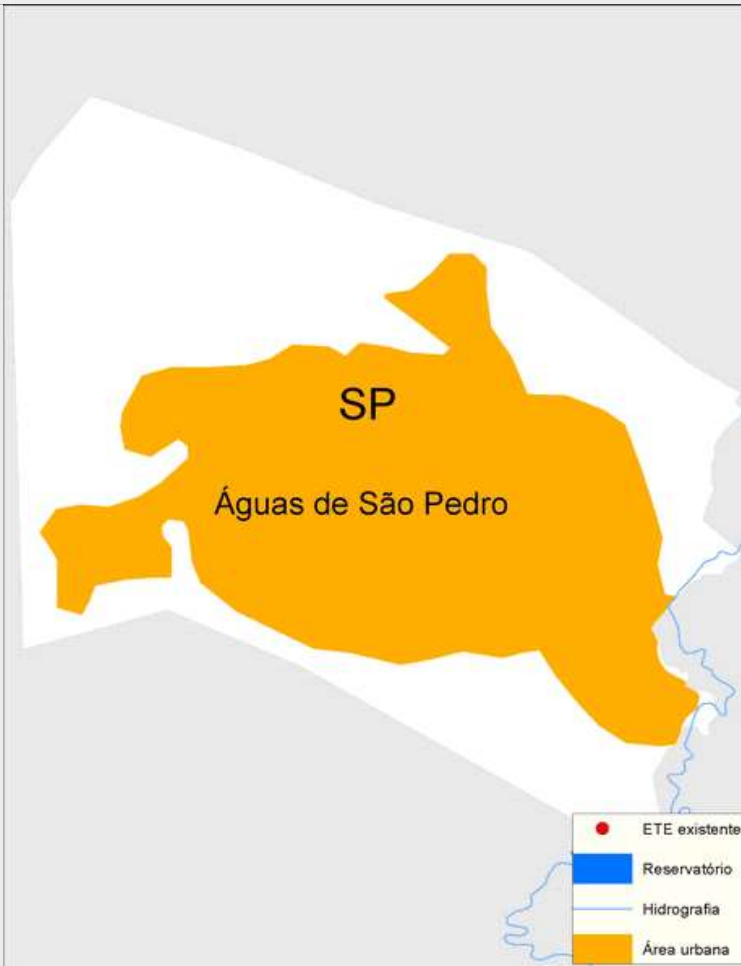 SP
Águas de São Pedro
ETE existente
Reservatório
Hidrografia
Área urbana